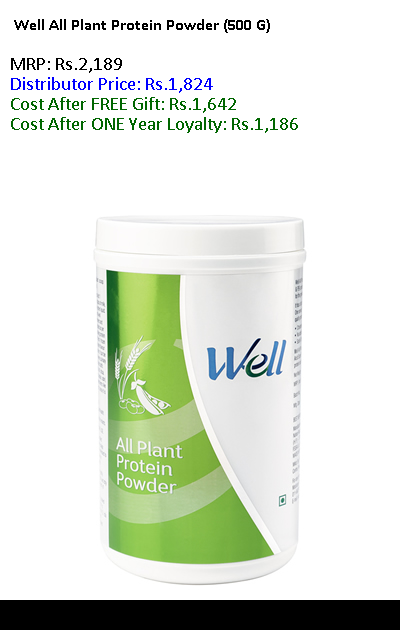 Well All Plant Protein Powder (500 G)
MRP: Rs.2,189
Distributor Price: Rs.1,824
Cost After FREE Gift: Rs.1,642
Cost After ONE Year Loyalty: Rs.1,186
Well
All Plant
Protein
Powder